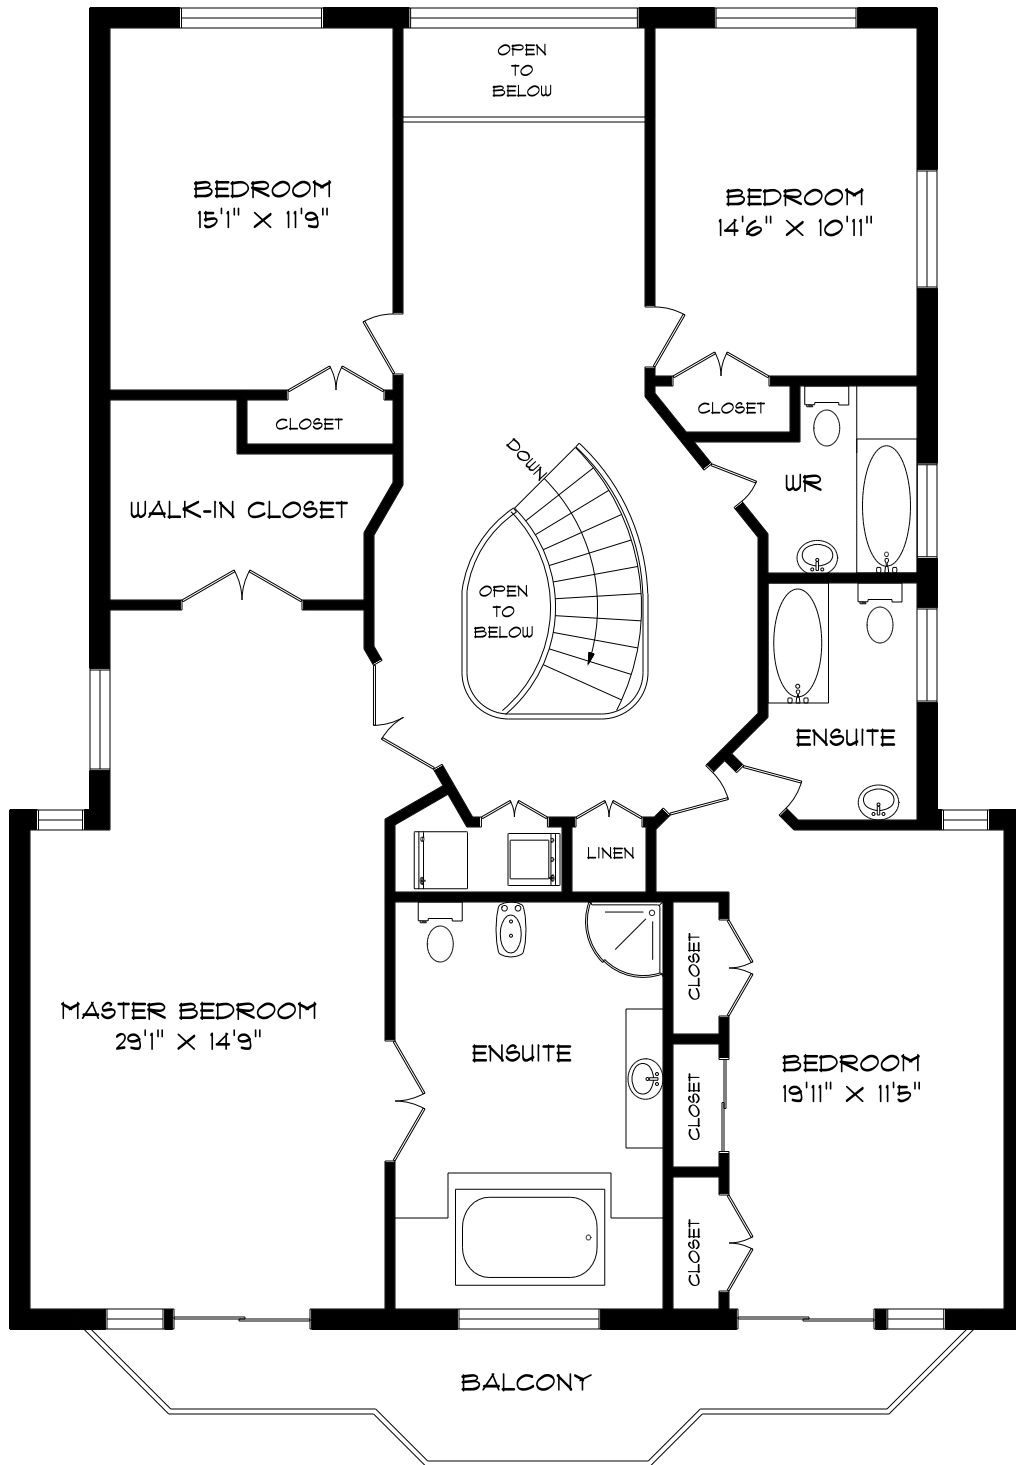 OPEN
TO
BELOW
BEDROOM
15'1" X 11'9"
BEDROOM
14'6" X 10'11"
CLOSET
CLOSET
DOWN
WR
WALK-IN CLOSET
OPEN
TO
BELOW
ENSUITE
LINEN
CLOSET
MASTER BEDROOM
29'1" X 14'9"
ENSUITE
BEDROOM
19'11" X 11'5"
CLOSET
CLOSET
BALCONY